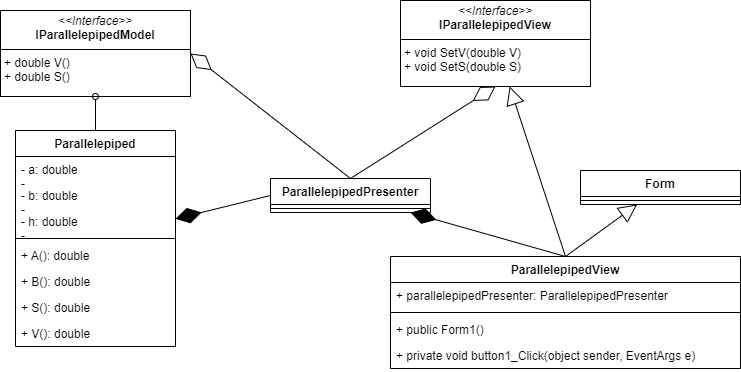 <<Interface>>
IParallelepipedModel
+ double V()
+ double S()
<<Interface>>
IParallelepipedView
+ void SetV(double V)
+ void SetS(double S)
Parallelepiped
- a: double
-
- b: double
-
- h: double
-
+ A(): double
+ B(): double
+ S(): double
+ V(): double
ParallelepipedPresenter
Form
ParallelepipedView
+ parallelepipedPresenter: ParallelepipedPresenter
+ public Form1()
+ private void button1_Click(object sender, EventArgs e)